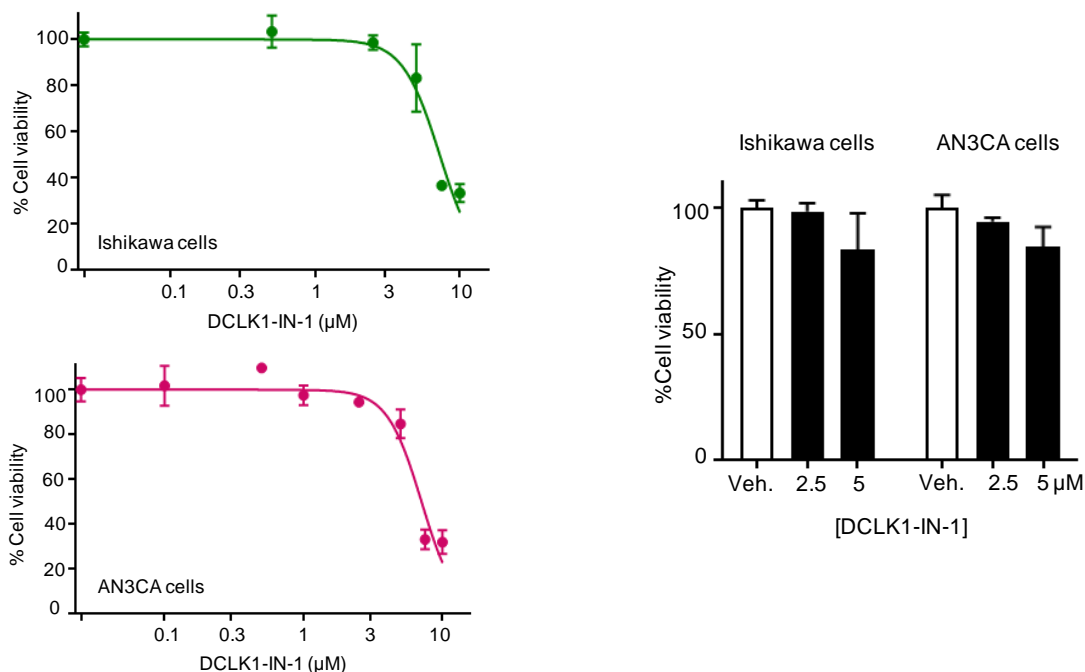 % Cell viability
100
80
60
40
20
0
Ishikawa cells
0.1 0.3 1 3 10
DCLK1-IN-1 (µM)
% Cell viability
100
80
60
40
20
0
AN3CA cells
0.1 0.3 1 3 10
DCLK1-IN-1 (µM)
Ishikawa cells AN3CA cells
%Cell viability
100
50
0
Veh. 2.5 5 Veh. 2.5 5 µM
[DCLK1-IN-1]